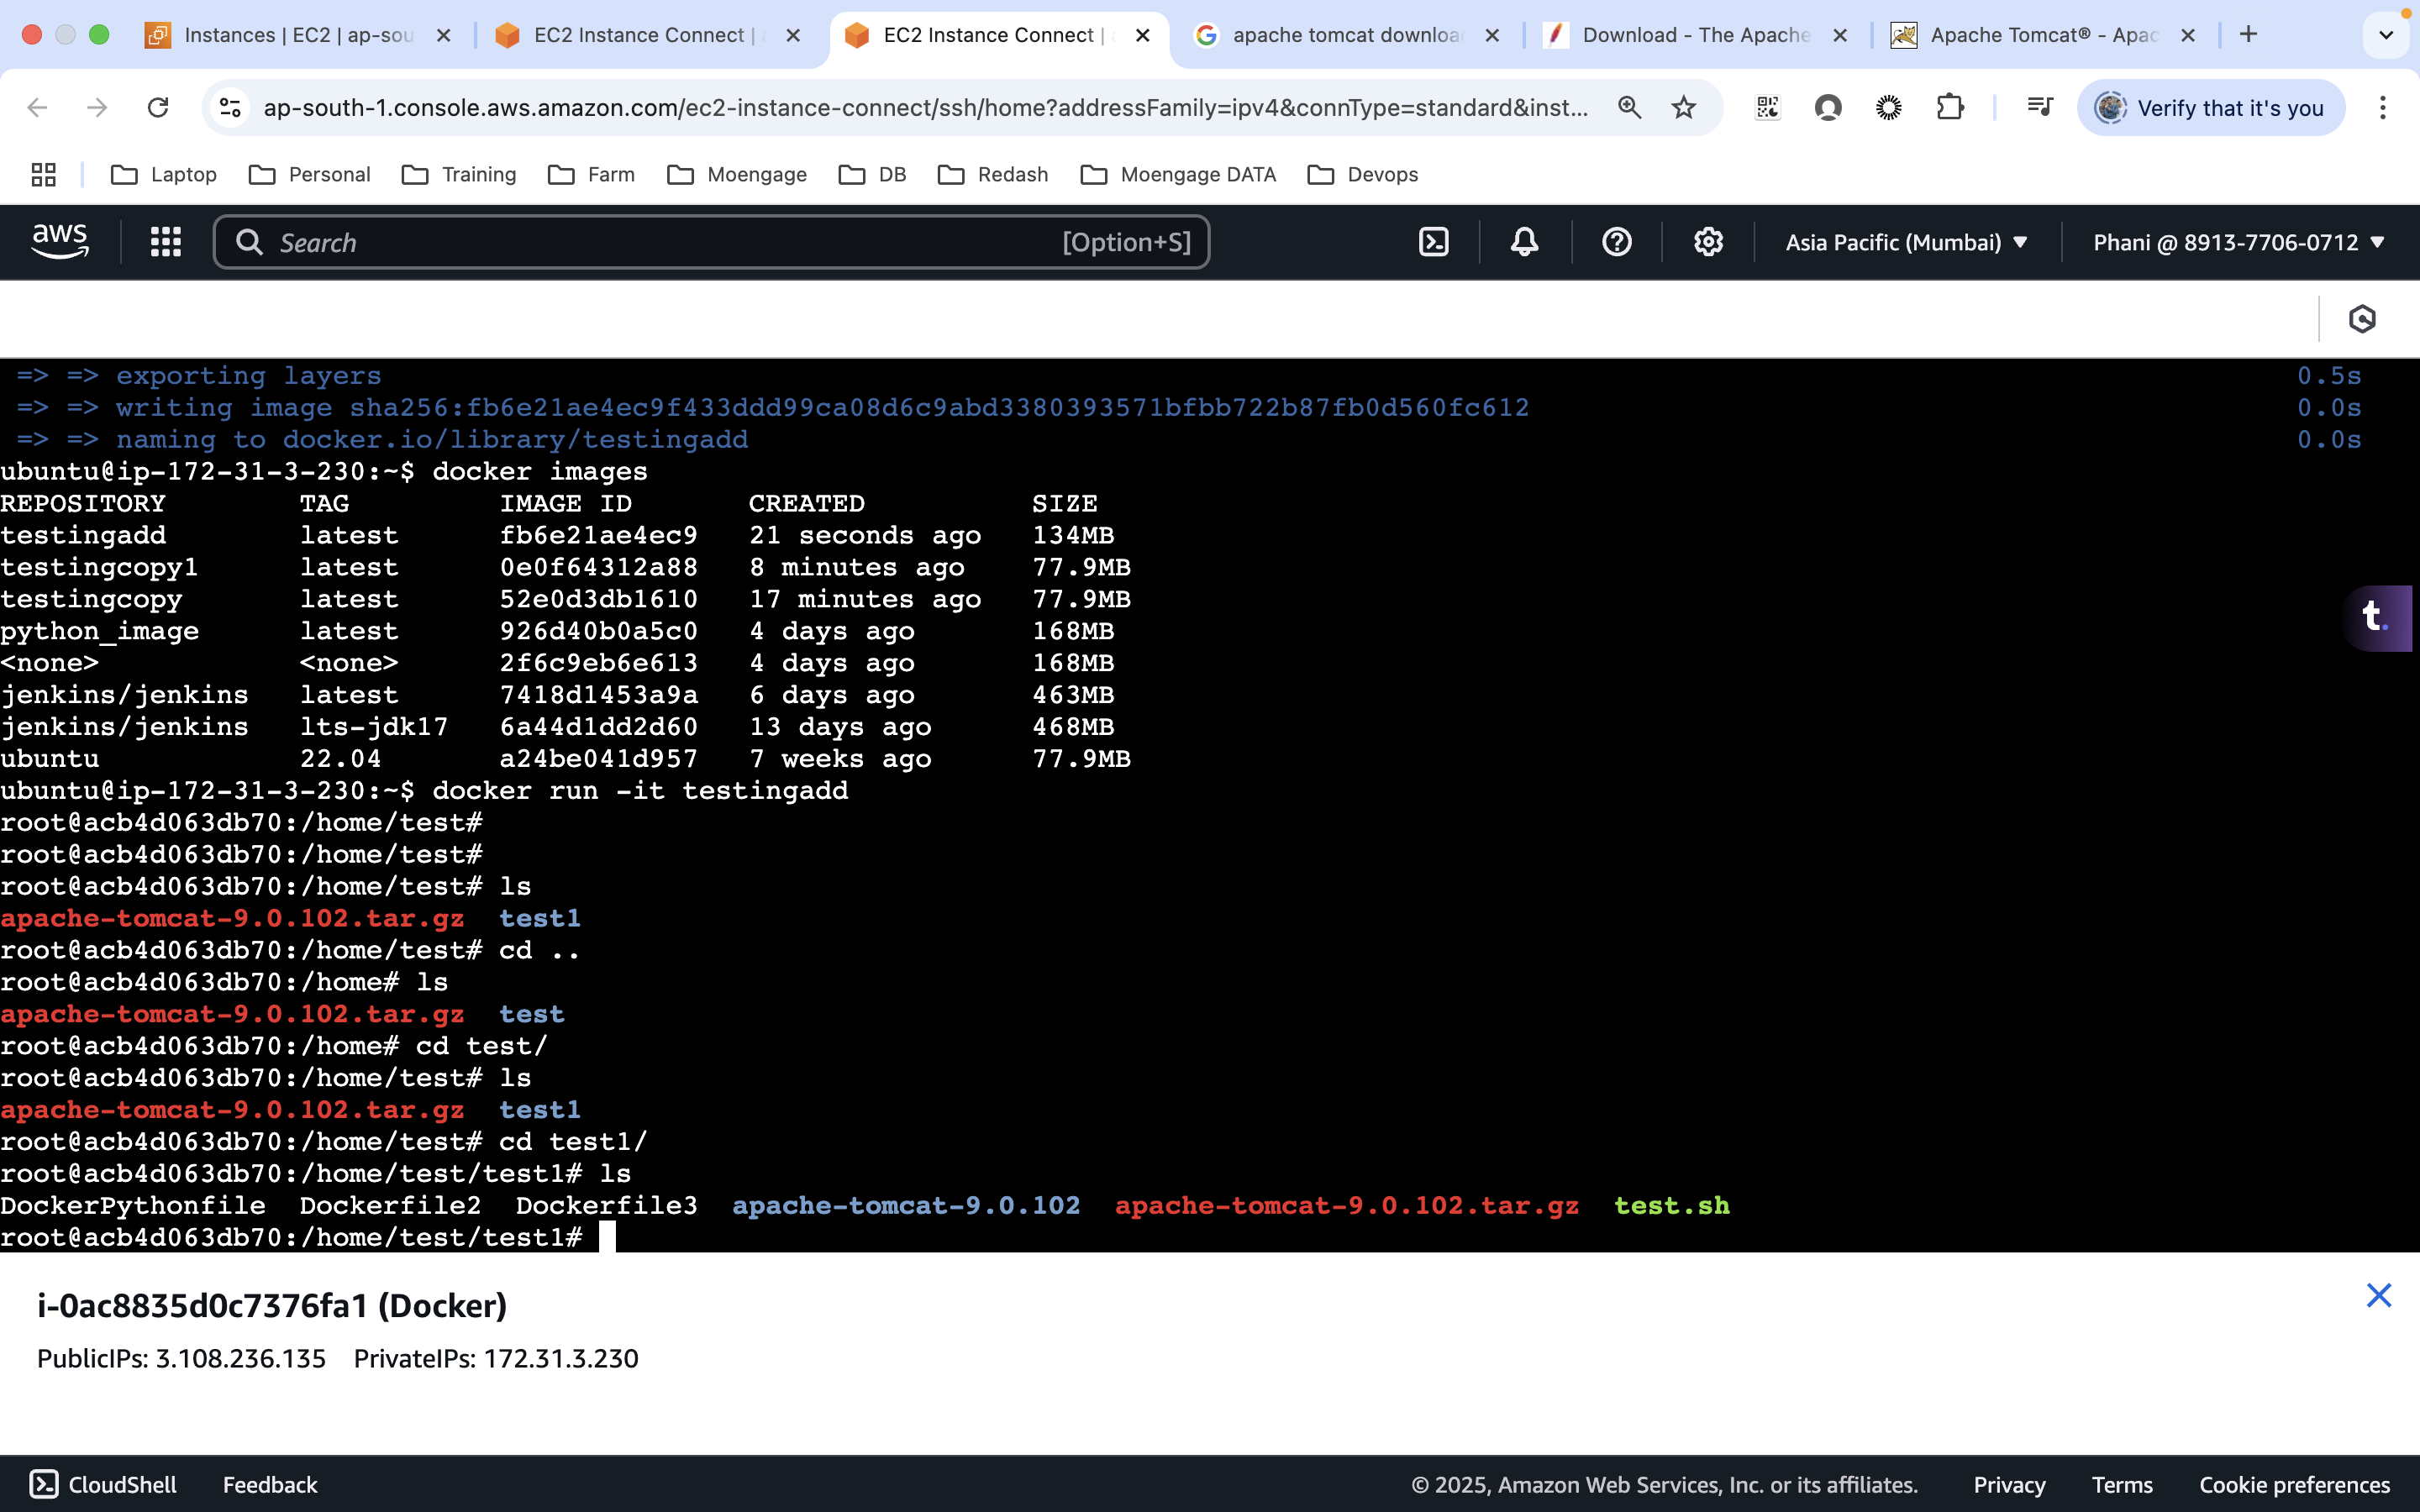 Instances | EC2 | ap-sou
EC2 Instance Connect |
EC2 Instance Connect |
apache tomcat downloa
Download - The Apache
Apache Tomcat® - Apac
ap-south-1.console.aws.amazon.com/ec2-instance-connect/ssh/home?addressFamily=ipv4&connType=standard&inst...
Verify that it's you
Laptop Personal Training Farm Moengage DB Redash Moengage DATA Devops
aws Search [Option+S] Asia Pacific (Mumbai) Phani @ 8913-7706-0712
=> => exporting layers 0.5s
=> => writing image sha256:fb6e21ae4ec9f433ddd99ca08d6c9abd3380393571bfbb722b87fb0d560fc612 0.0s
=> => naming to docker.io/library/testingadd 0.0s
ubuntu@ip-172-31-3-230:~$ docker images
REPOSITORY TAG IMAGE ID CREATED SIZE
testingadd latest fb6e21ae4ec9 21 seconds ago 134MB
testingcopy1 latest 0e0f64312a88 8 minutes ago 77.9MB
testingcopy latest 52e0d3db1610 17 minutes ago 77.9MB
python_image latest 926d40b0a5c0 4 days ago 168MB
<none> <none> 2f6c9eb6e613 4 days ago 168MB
jenkins/jenkins latest 7418d1453a9a 6 days ago 463MB
jenkins/jenkins lts-jdk17 6a44d1dd2d60 13 days ago 468MB
ubuntu 22.04 a24be041d957 7 weeks ago 77.9MB
ubuntu@ip-172-31-3-230:~$ docker run -it testingadd
root@acb4d063db70:/home/test#
root@acb4d063db70:/home/test#
root@acb4d063db70:/home/test# ls
apache-tomcat-9.0.102.tar.gz test1
root@acb4d063db70:/home/test# cd ..
root@acb4d063db70:/home# ls
apache-tomcat-9.0.102.tar.gz test
root@acb4d063db70:/home# cd test/
root@acb4d063db70:/home/test# ls
apache-tomcat-9.0.102.tar.gz test1
root@acb4d063db70:/home/test# cd test1/
root@acb4d063db70:/home/test/test1# ls
DockerPythonfile Dockerfile2 Dockerfile3 apache-tomcat-9.0.102 apache-tomcat-9.0.102.tar.gz test.sh
root@acb4d063db70:/home/test/test1#
t.
i-0ac8835d0c7376fa1 (Docker)
PublicIPs: 3.108.236.135 PrivateIPs: 172.31.3.230
CloudShell Feedback © 2025, Amazon Web Services, Inc. or its affiliates. Privacy Terms Cookie preferences